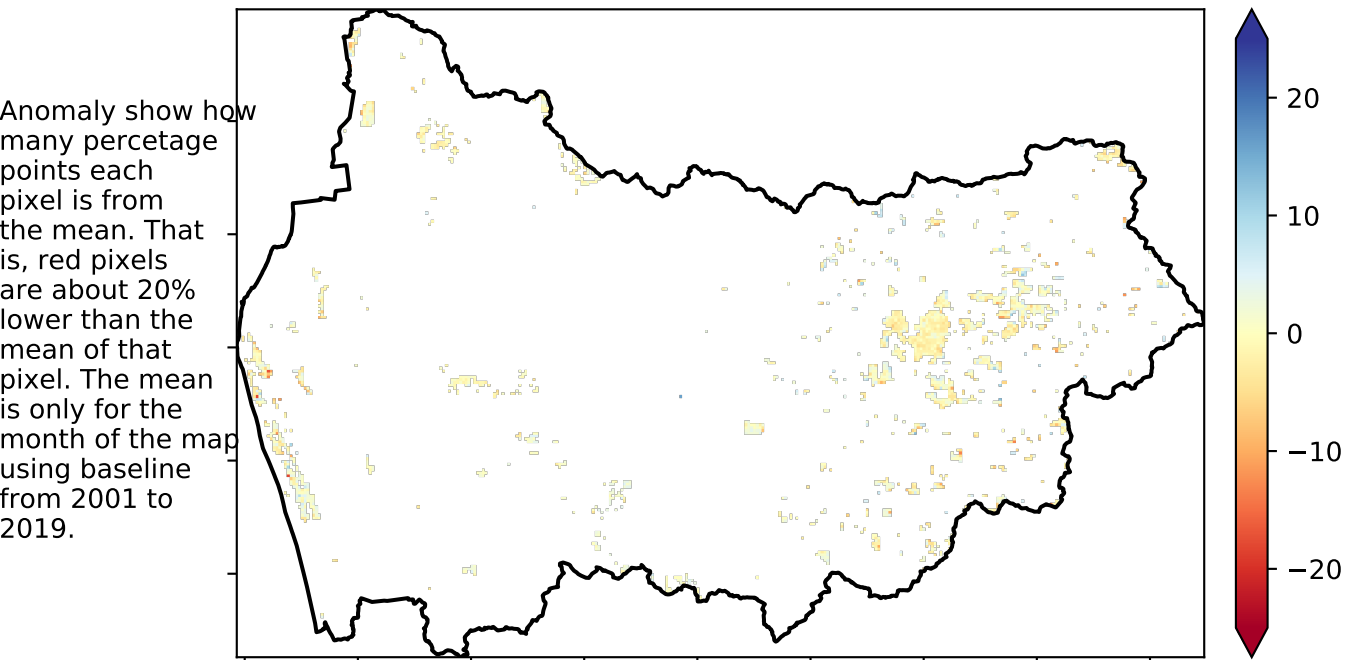 Anomaly show how
many percetage
points each
pixel is from
the mean. That
is, red pixels
are about 20%
lower than the
mean of that
pixel. The mean
is only for the
month of the map
using baseline
from 2001 to
2019.
20
10
0
−10
−20